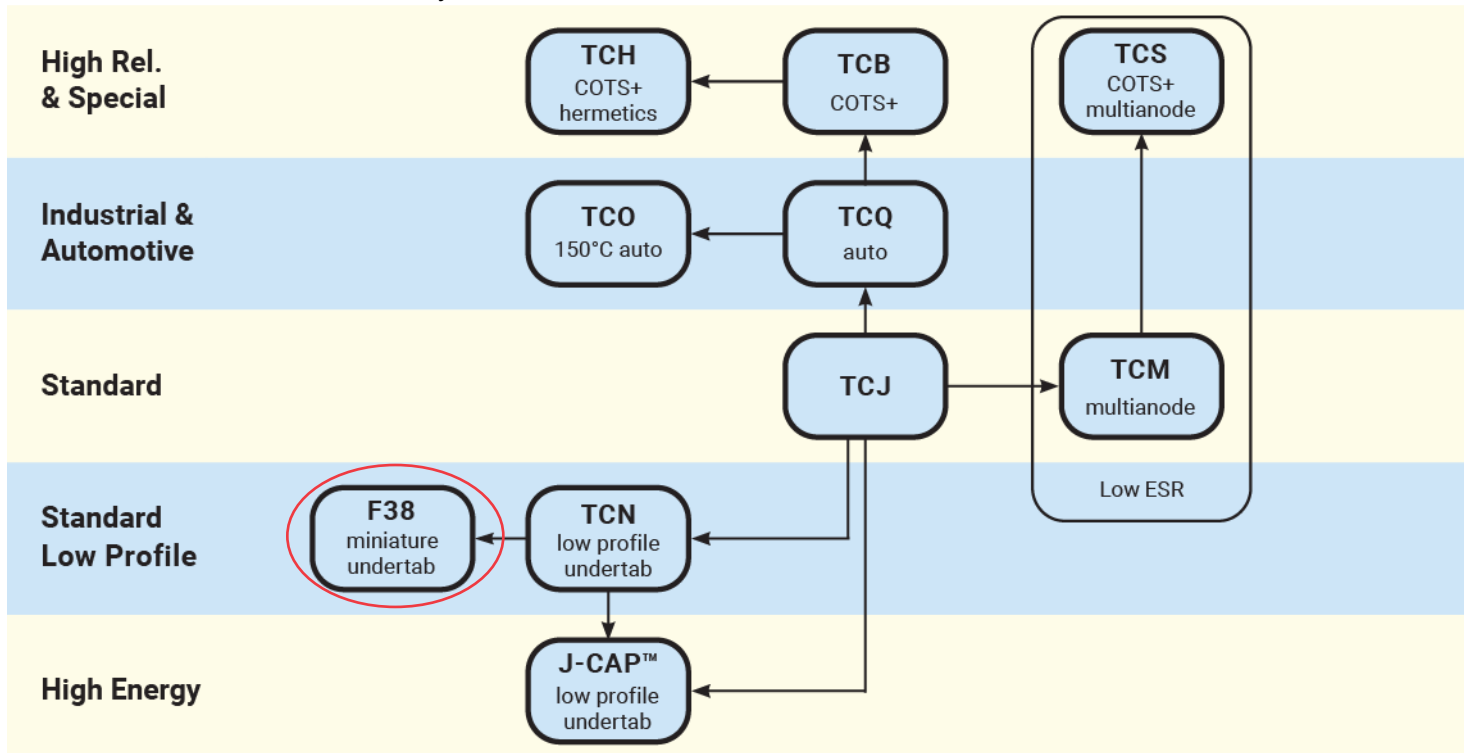 High Rel.
& Special
TCH
COTS+
hermetics
TCB
COTS+
TCS
COTS+
multianode
Industrial &
Automotive
TCO
150°C auto
TCQ
auto
Standard
TCJ
TCM
multianode
Low ESR
Standard
Low Profile
F38
miniature
undertab
TCN
low profile
undertab
High Energy
J-CAP™
low profile
undertab